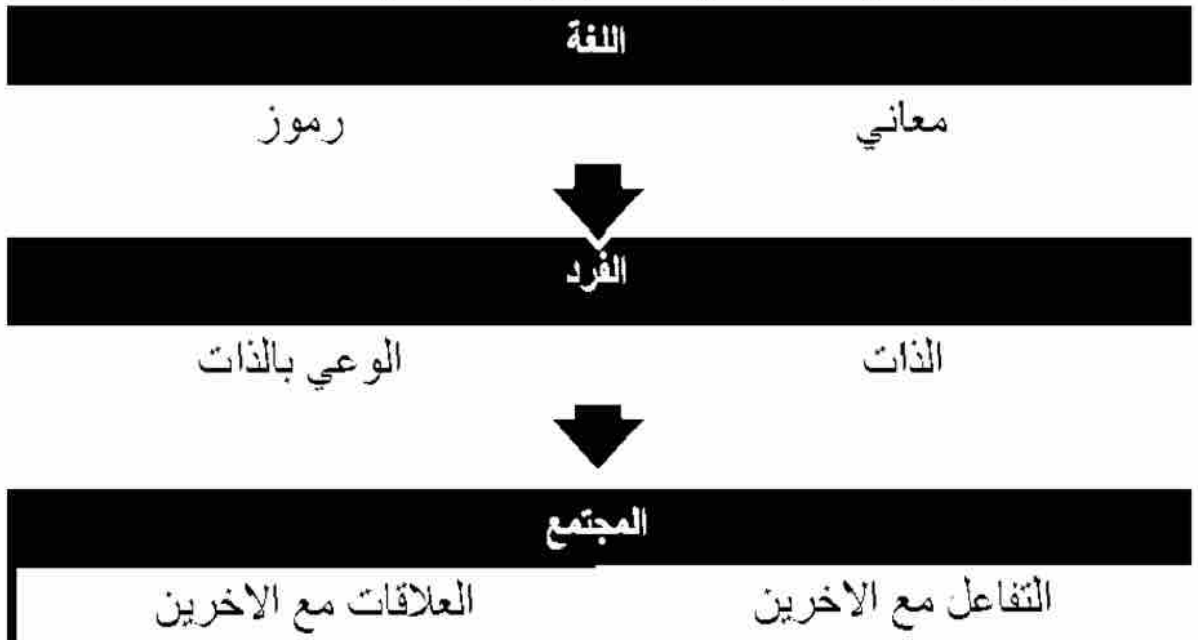 اللغة
معاني رموز
الفرد
الذات الوعي بالذات
المجتمع
التفاعل مع الاخرين العلاقات مع الاخرين